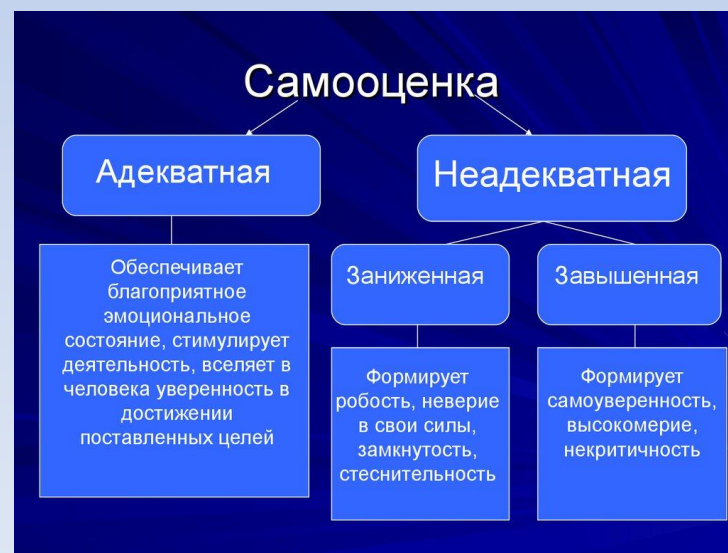 Самооценка
Адекватная
Неадекватная
Обеспечивает
благоприятное
эмоциональное
состояние, стимулирует
деятельность, вселяет в
человека уверенность в
достижении
поставленных целей
Заниженная
Завышенная
Формирует
робость, неверие
в свои силы,
замкнутость,
стеснительность
Формирует
самоуверенность,
высокомерие,
некритичность